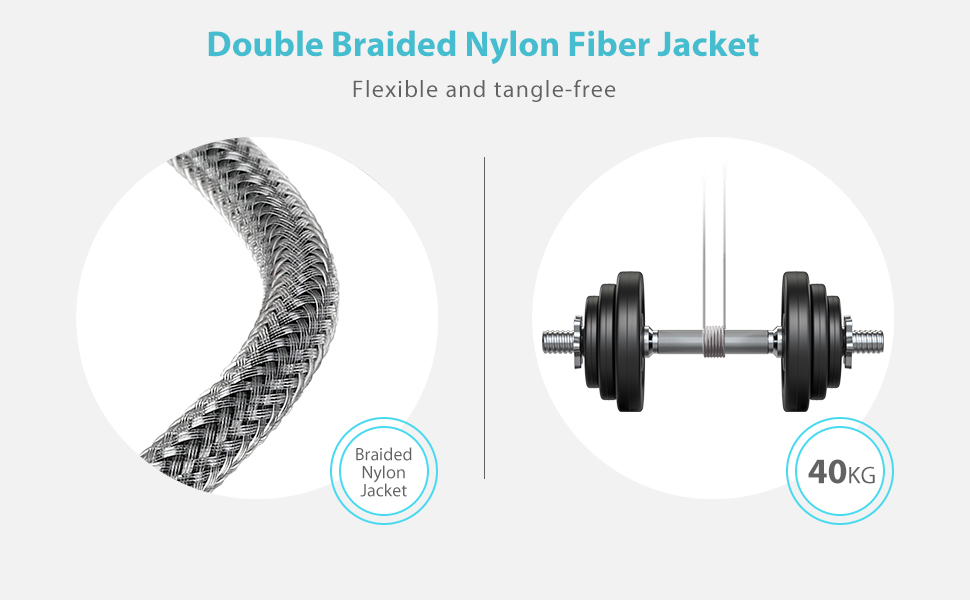 Double Braided Nylon Fiber Jacket
Flexible and tangle-free
Braided
Nylon
Jacket
40KG